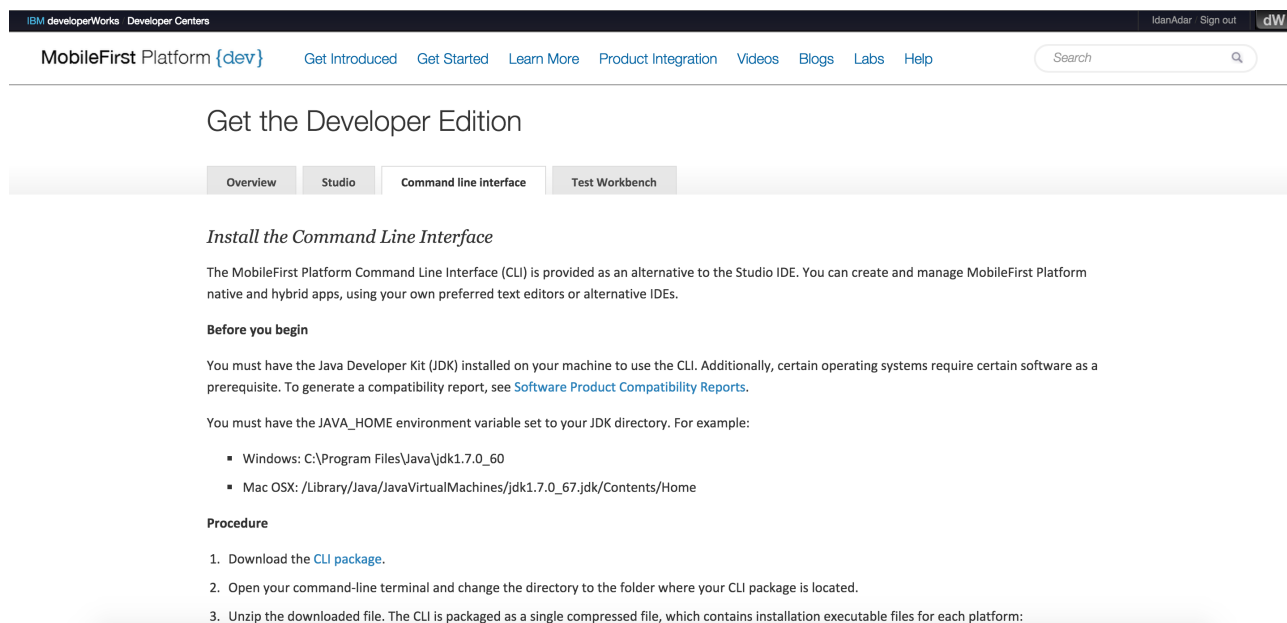 IBM developerWorks Developer Centers
IdanAdar Sign out dW
MobileFirst Platform {dev} Get Introduced Get Started Learn More Product Integration Videos Blogs Labs Help Search
Get the Developer Edition
Overview Studio Command line interface Test Workbench
Install the Command Line Interface
The MobileFirst Platform Command Line Interface (CLI) is provided as an alternative to the Studio IDE. You can create and manage MobileFirst Platform
native and hybrid apps, using your own preferred text editors or alternative IDEs.
Before you begin
You must have the Java Developer Kit (JDK) installed on your machine to use the CLI. Additionally, certain operating systems require certain software as a
prerequisite. To generate a compatibility report, see Software Product Compatibility Reports.
You must have the JAVA_HOME environment variable set to your JDK directory. For example:
▪ Windows: C:\Program Files\Java\jdk1.7.0_60
▪ Mac OSX: /Library/Java/JavaVirtualMachines/jdk1.7.0_67.jdk/Contents/Home
Procedure
1. Download the CLI package.
2. Open your command-line terminal and change the directory to the folder where your CLI package is located.
3. Unzip the downloaded file. The CLI is packaged as a single compressed file, which contains installation executable files for each platform: